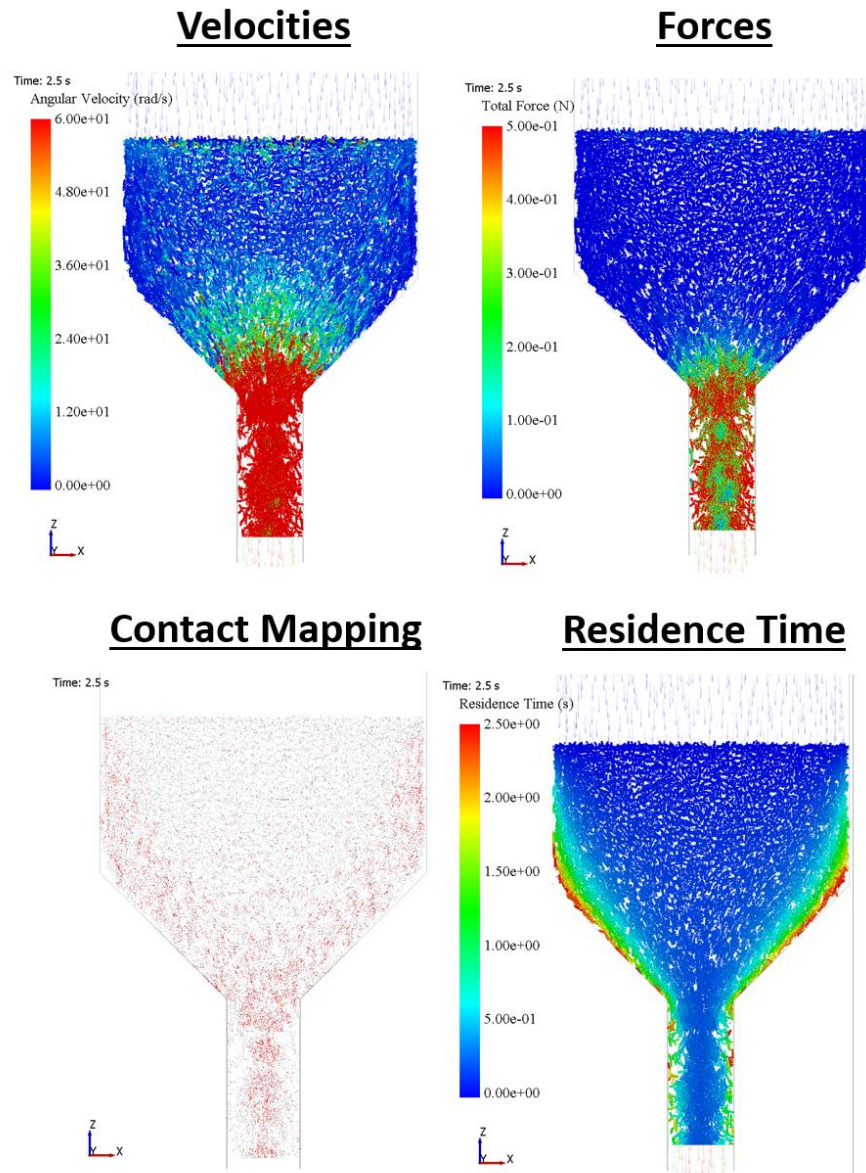 Velocities
Time: 2.5 s
Angular Velocity (rad/s)
6.00e+01
4.80e+01
3.60e+01
2.40e+01
1.20e+01
0.00e+00
Z
Y
X
Forces
Time: 2.5 s
Total Force (N)
5.00e-01
4.00e-01
3.00e-01
2.00e-01
1.00e-01
0.00e+00
Z
Y
X
Contact Mapping
Time: 2.5 s
Z
Y
X
Residence Time
Time: 2.5 s
Residence Time (s)
2.50e+00
2.00e+00
1.50e+00
1.00e+00
5.00e-01
0.00e+00
Z
Y
X